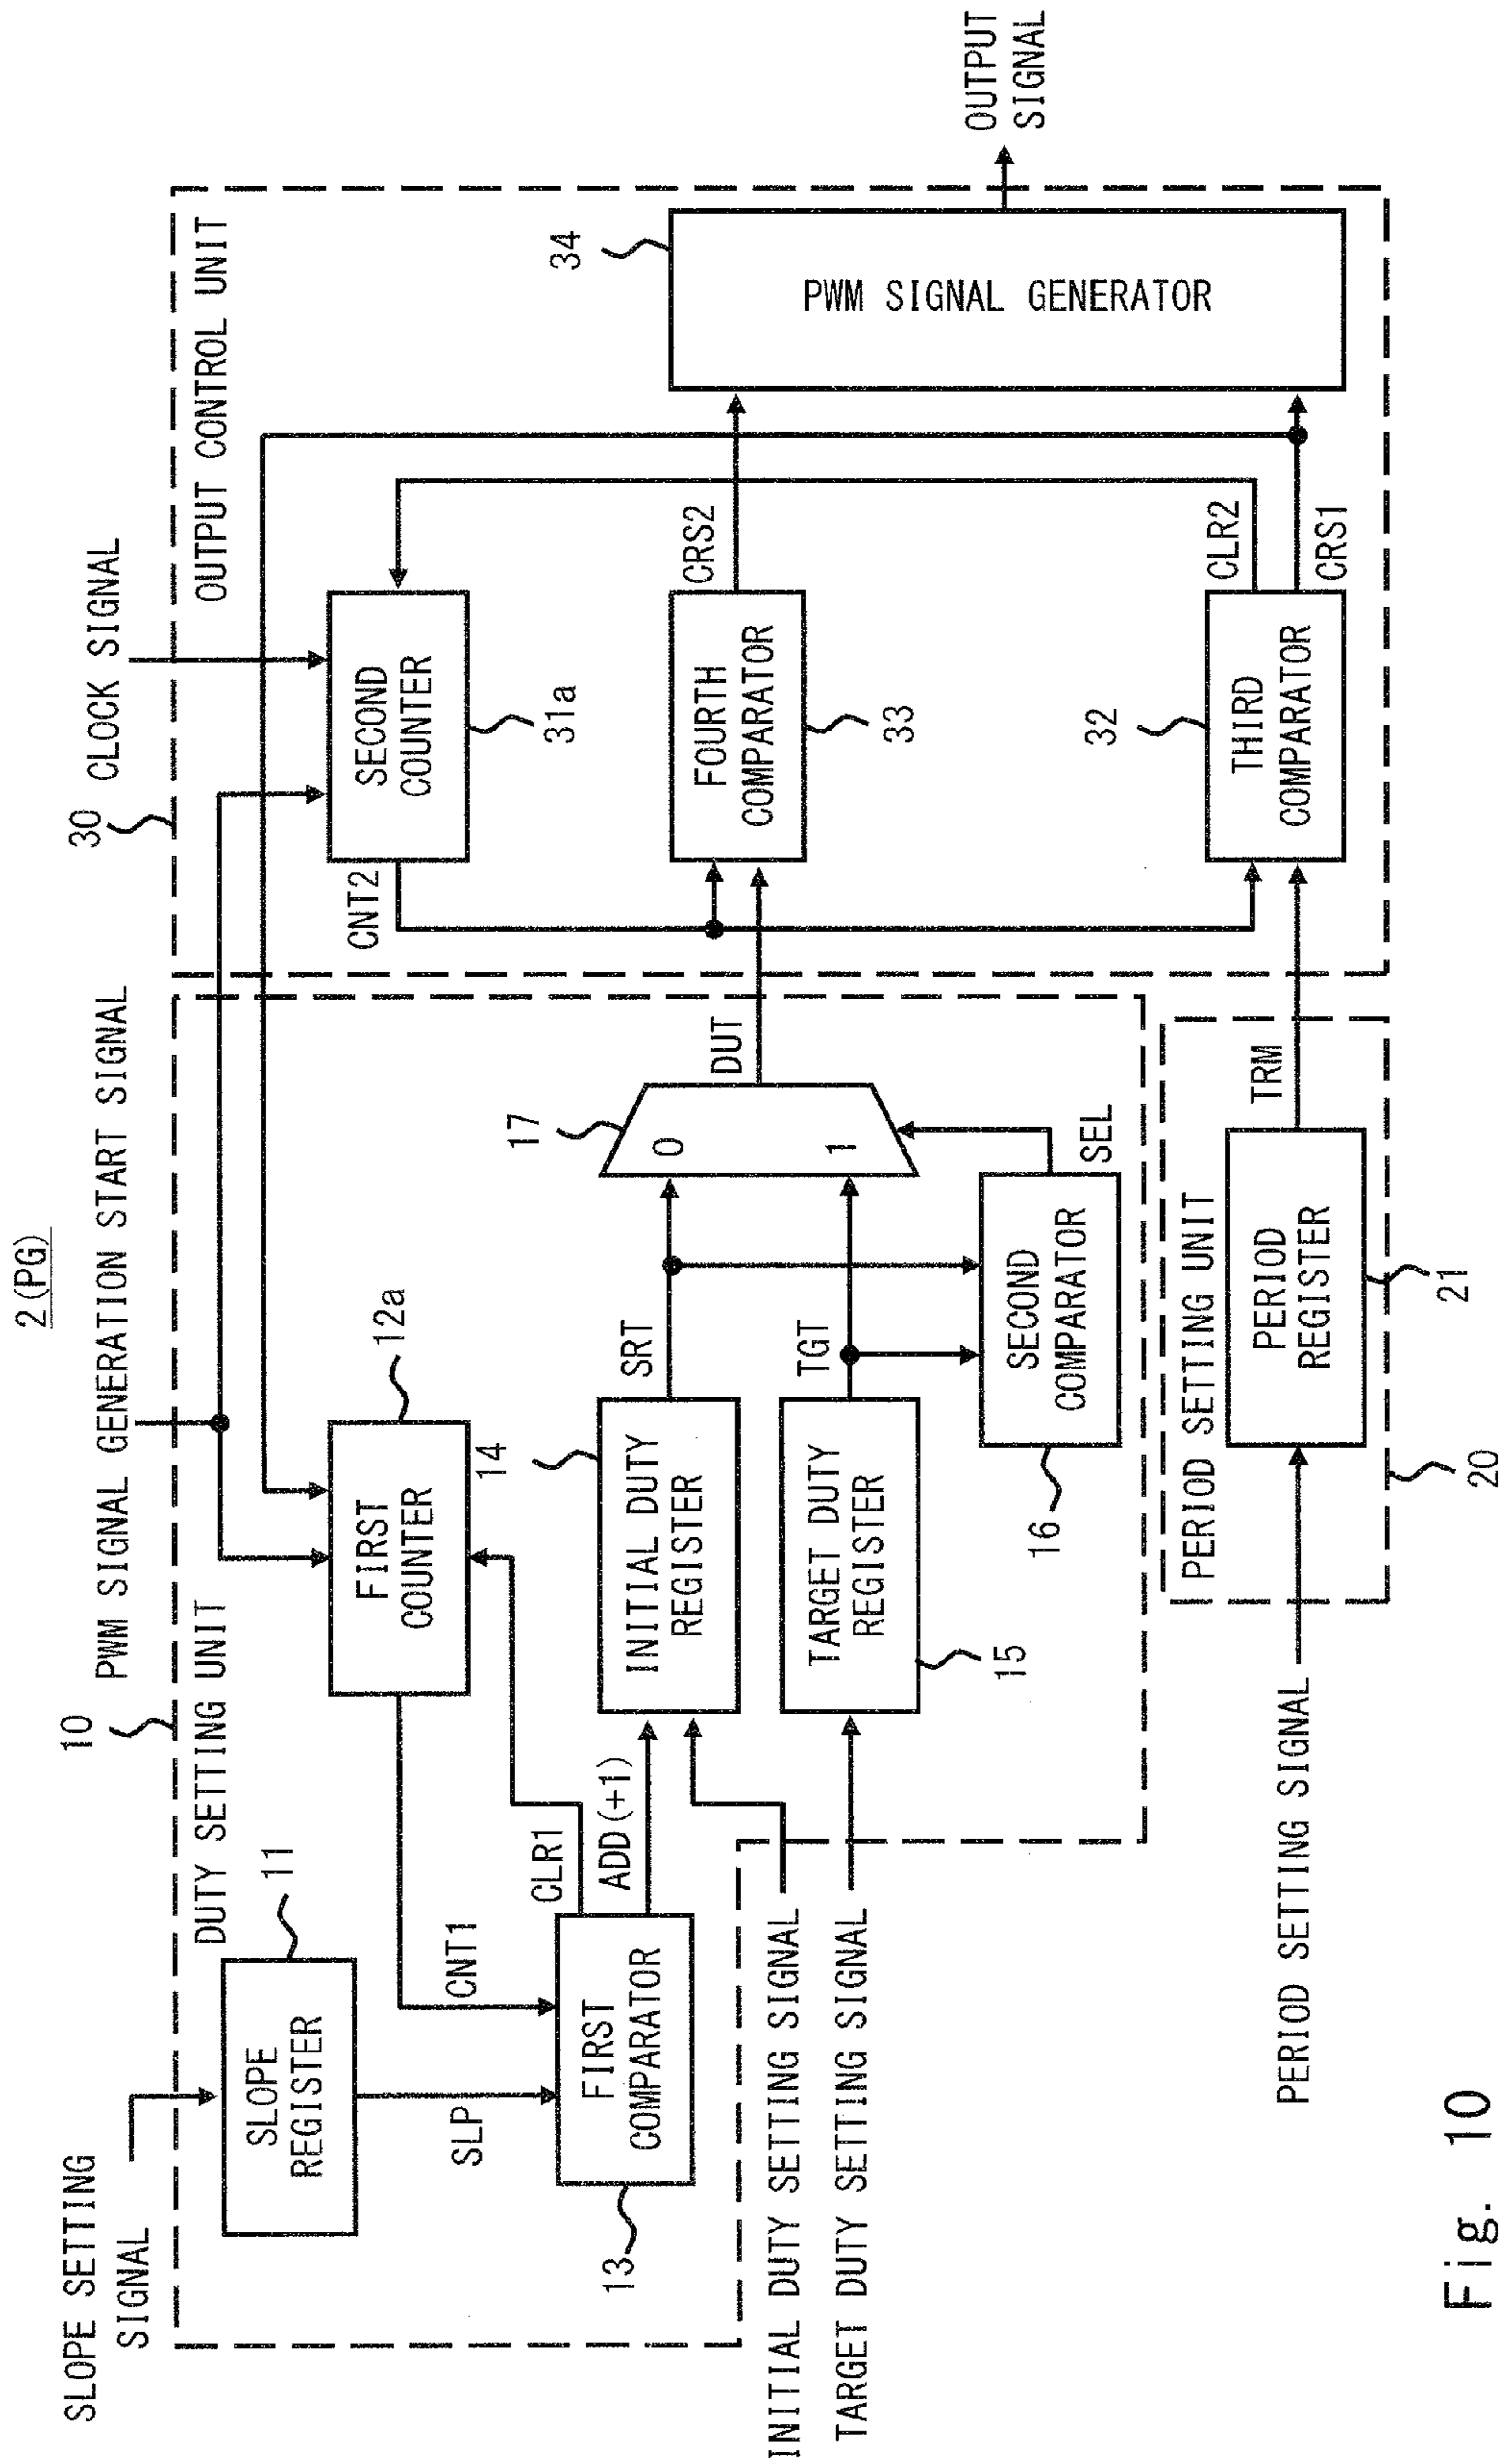 2(PG)
SLOPE SETTING
SIGNAL
10
PWM SIGNAL GENERATION START SIGNAL
30
CLOCK SIGNAL
DUTY SETTING UNIT
OUTPUT CONTROL UNIT
SLOPE
REGISTER
11
FIRST
COUNTER
12a
SECOND
COUNTER
31a
CNT2
CNT1
SLP
CLR1
ADD(+1)
FIRST
COMPARATOR
13
14
INITIAL DUTY
REGISTER
SRT
17
0
1
DUT
FOURTH
COMPARATOR
33
CRS2
34
PWM SIGNAL GENERATOR
OUTPUT
SIGNAL
INITIAL DUTY SETTING SIGNAL
TARGET DUTY SETTING SIGNAL
TARGET DUTY
REGISTER
15
TGT
SECOND
COMPARATOR
16
SEL
PERIOD SETTING UNIT
PERIOD SETTING SIGNAL
PERIOD
REGISTER
21
20
TRM
32
THIRD
COMPARATOR
CLR2
CRS1
Fig. 10